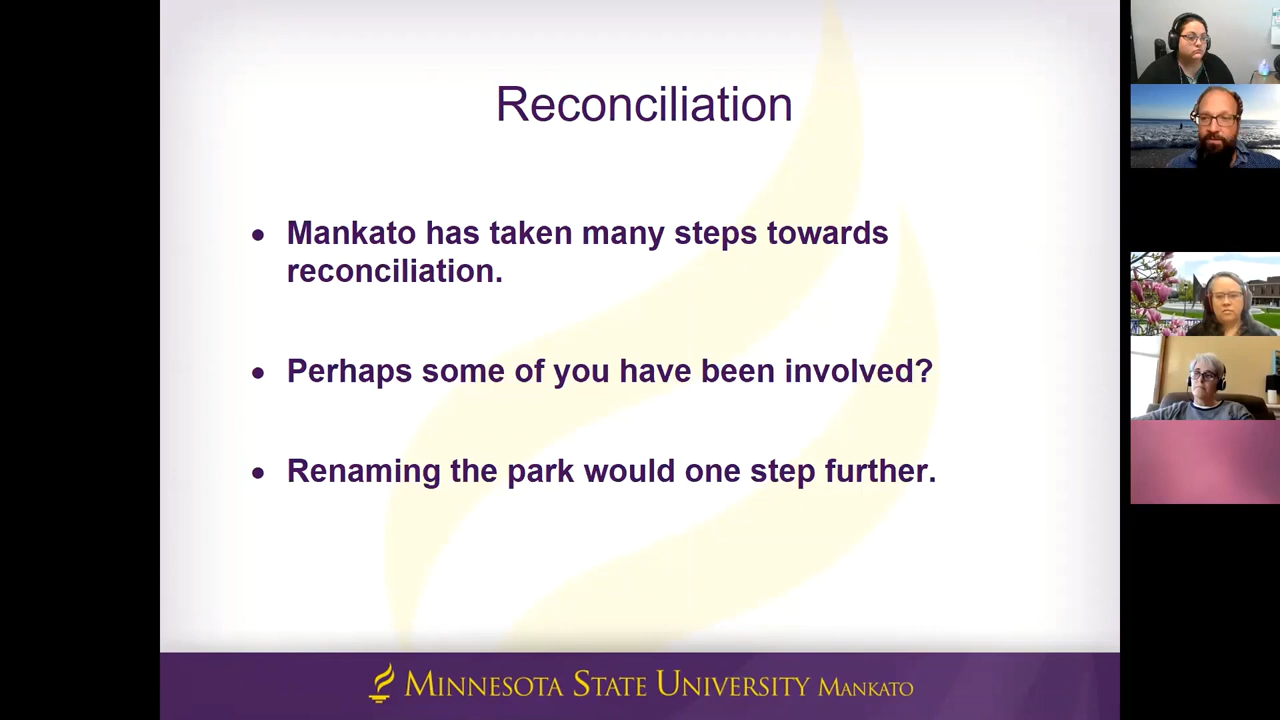 Reconciliation
• Mankato has taken many steps towards
reconciliation.
• Perhaps some of you have been involved?
• Renaming the park would one step further.
MINNESOTA STATE UNIVERSITY MANKATO